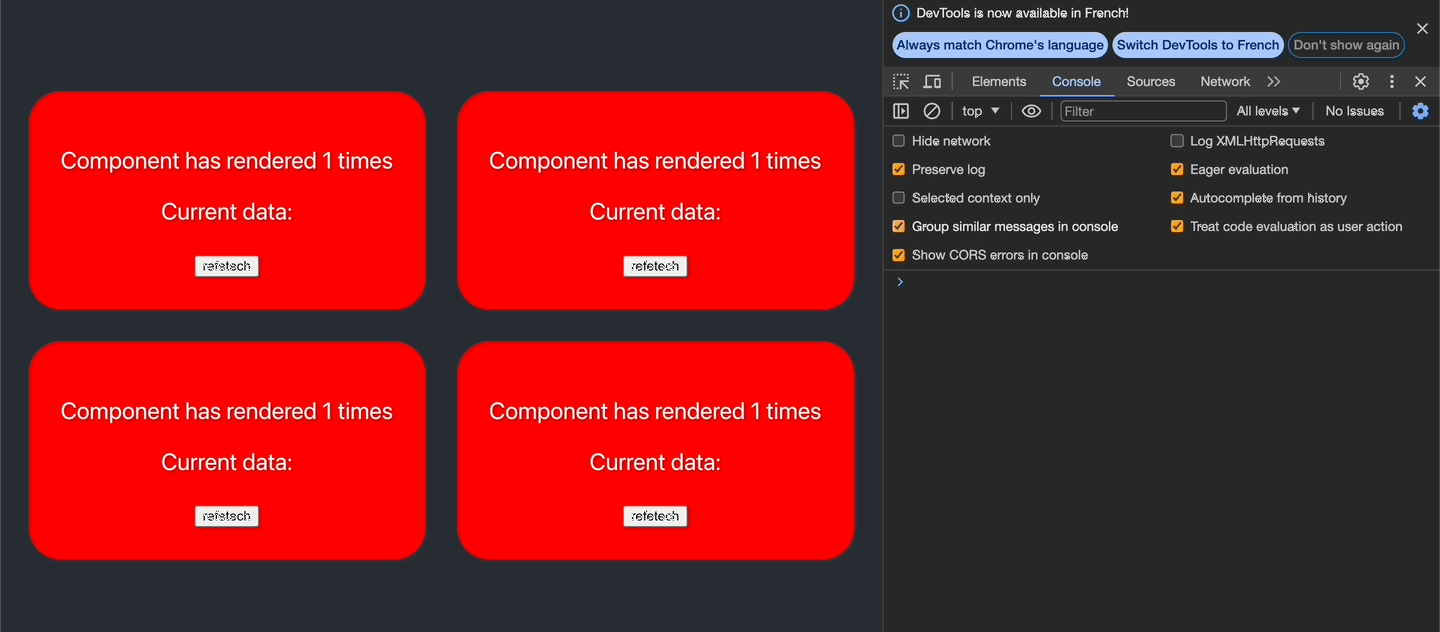 Component has rendered 1 times
Current data:
refetech
Component has rendered 1 times
Current data:
refetech
Component has rendered 1 times
Current data:
refetech
Component has rendered 1 times
Current data:
refetech
DevTools is now available in French!
Always match Chrome's language Switch DevTools to French Don't show again
Elements Console Sources Network
top Filter All levels No Issues
Hide network Log XMLHttpRequests
Preserve log Eager evaluation
Selected context only Autocomplete from history
Group similar messages in console Treat code evaluation as user action
Show CORS errors in console